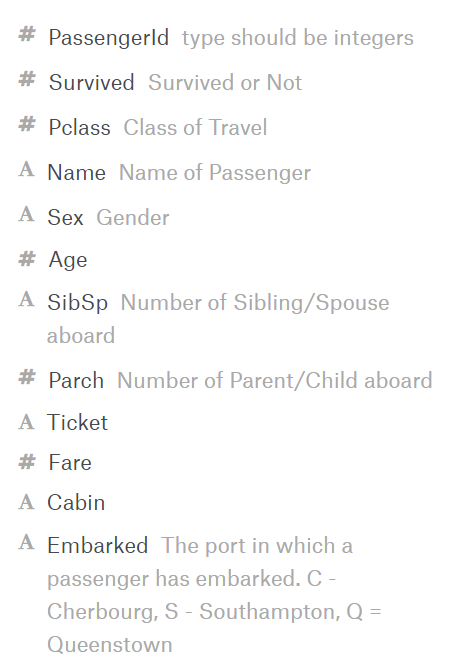 # PassengerId type should be integers
# Survived Survived or Not
# Pclass Class of Travel
A Name Name of Passenger
A Sex Gender
# Age
A SibSp Number of Sibling/Spouse
aboard
# Parch Number of Parent/Child aboard
A Ticket
# Fare
A Cabin
A Embarked The port in which a
passenger has embarked. C -
Cherbourg, S - Southampton, Q =
Queenstown